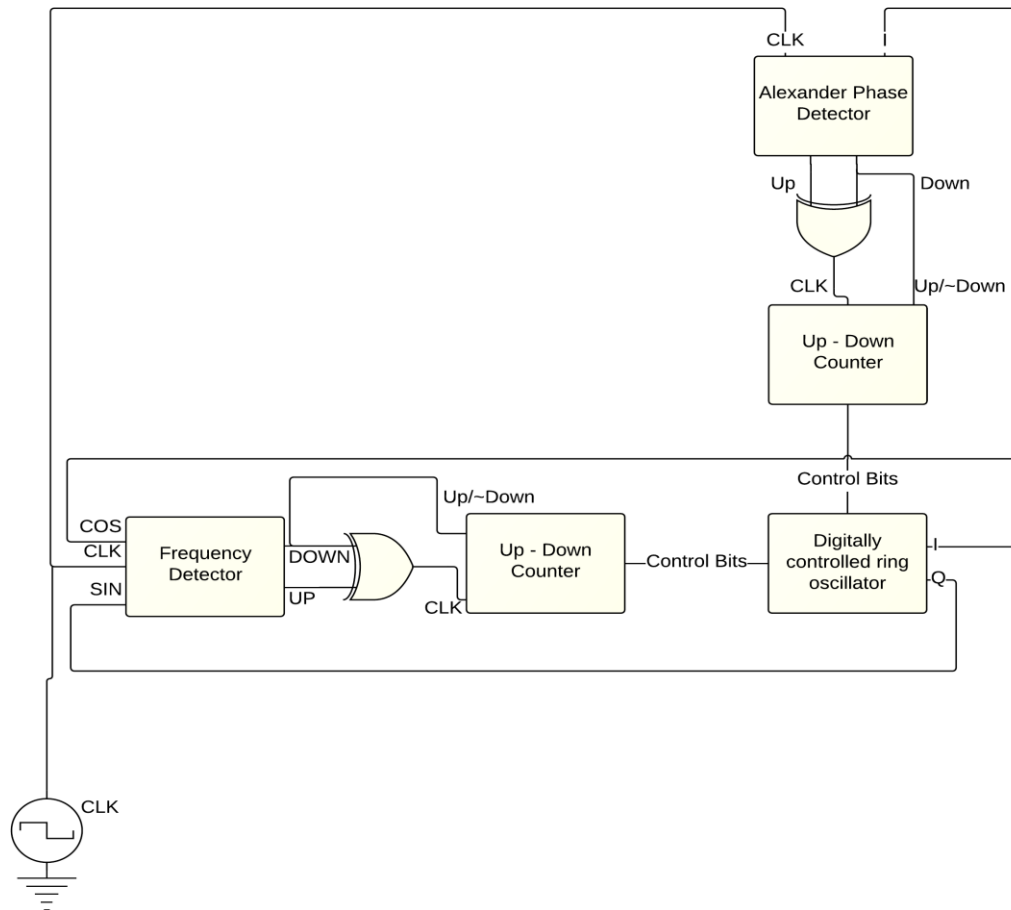 CLK
I
Alexander Phase
Detector
Up
Down
CLK
Up/~Down
Up - Down
Counter
Control Bits
COS
CLK
SIN
Frequency
Detector
DOWN
UP
Up/~Down
CLK
Up - Down
Counter
Control Bits
Digitally
controlled ring
oscillator
I
Q
CLK